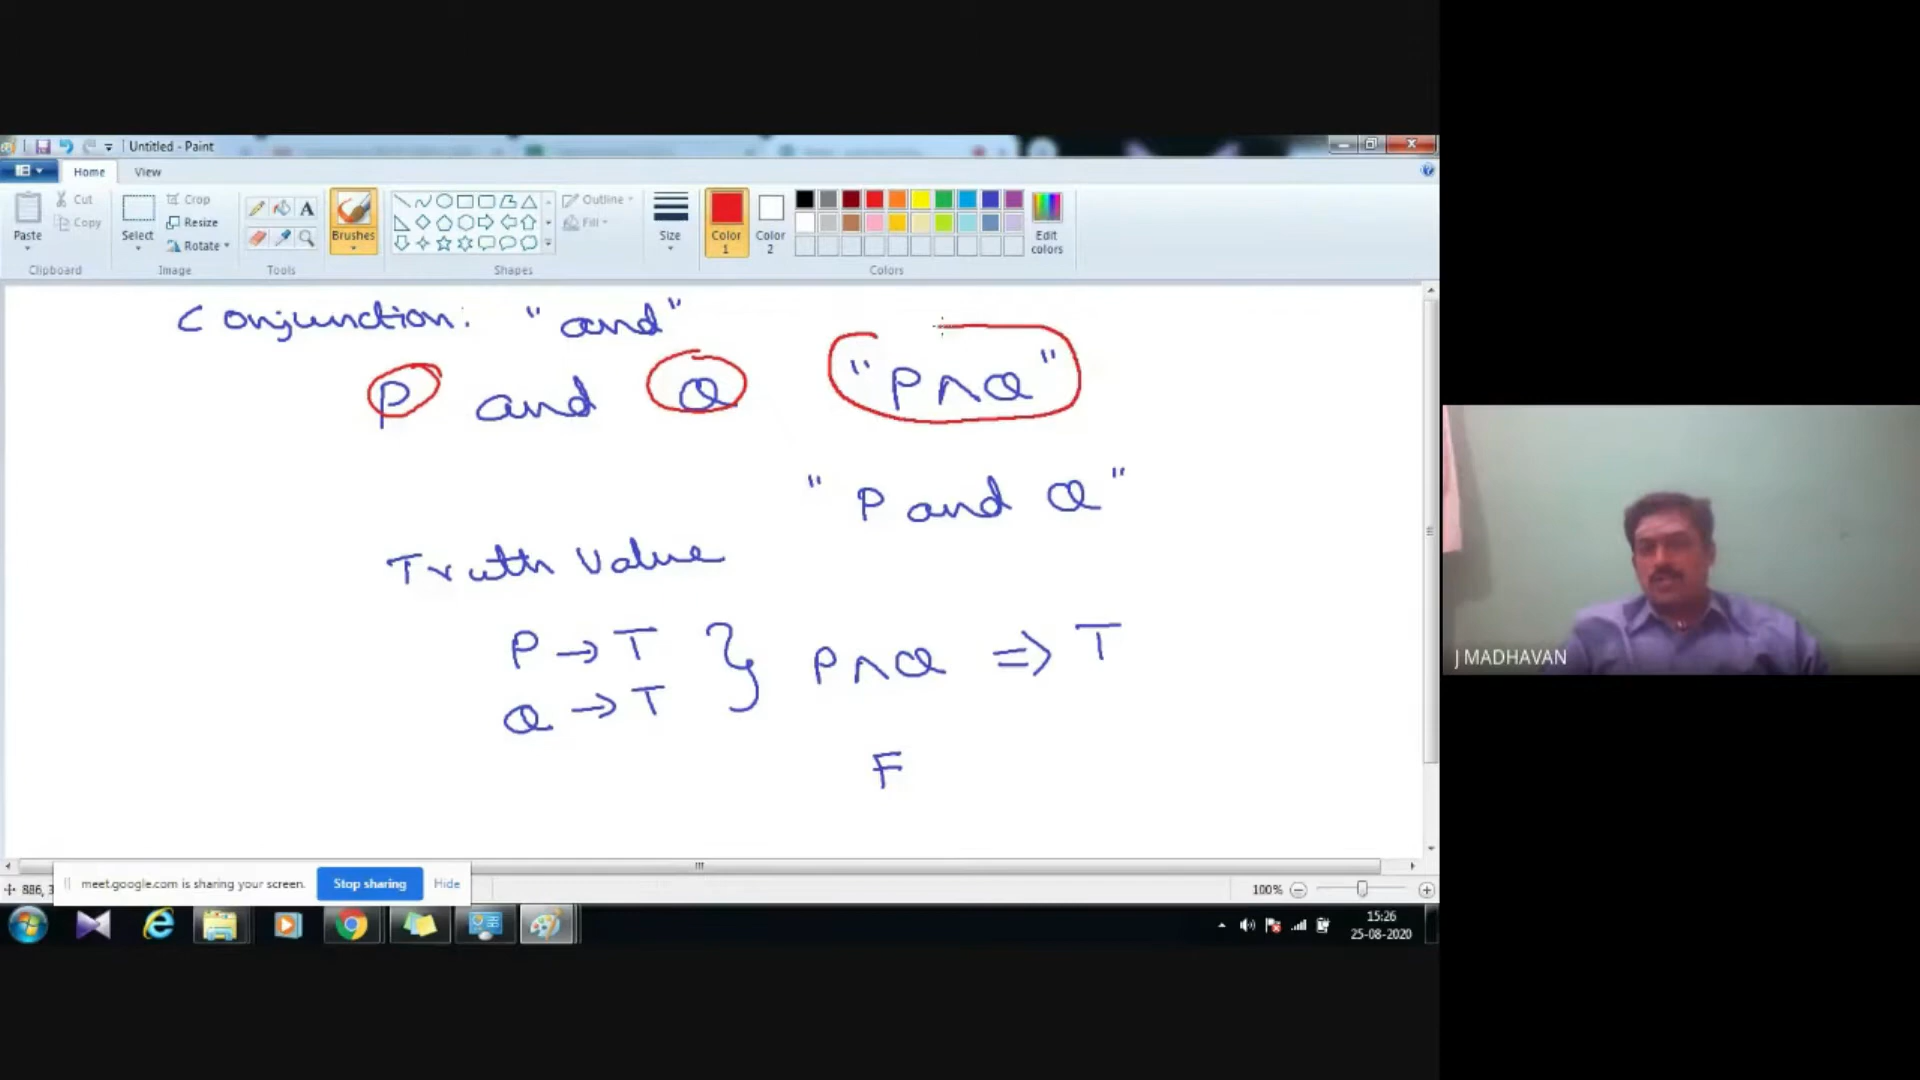 Untitled - Paint
Home View
Cut
Copy
Paste
Clipboard
Crop
Resize
Rotate
Select
Image
A
Tools
Brushes
Shapes
Outline
Fill
Size
Color 1
Color 2
Edit colors
Colors
Conjunction: "and"
P and Q "P∧Q"
"P and Q"
Truth Value
P → T } P∧Q => T
Q → T
F
J MADHAVAN
886, 3
meet.google.com is sharing your screen. Stop sharing Hide
100%
15:26
25-08-2020